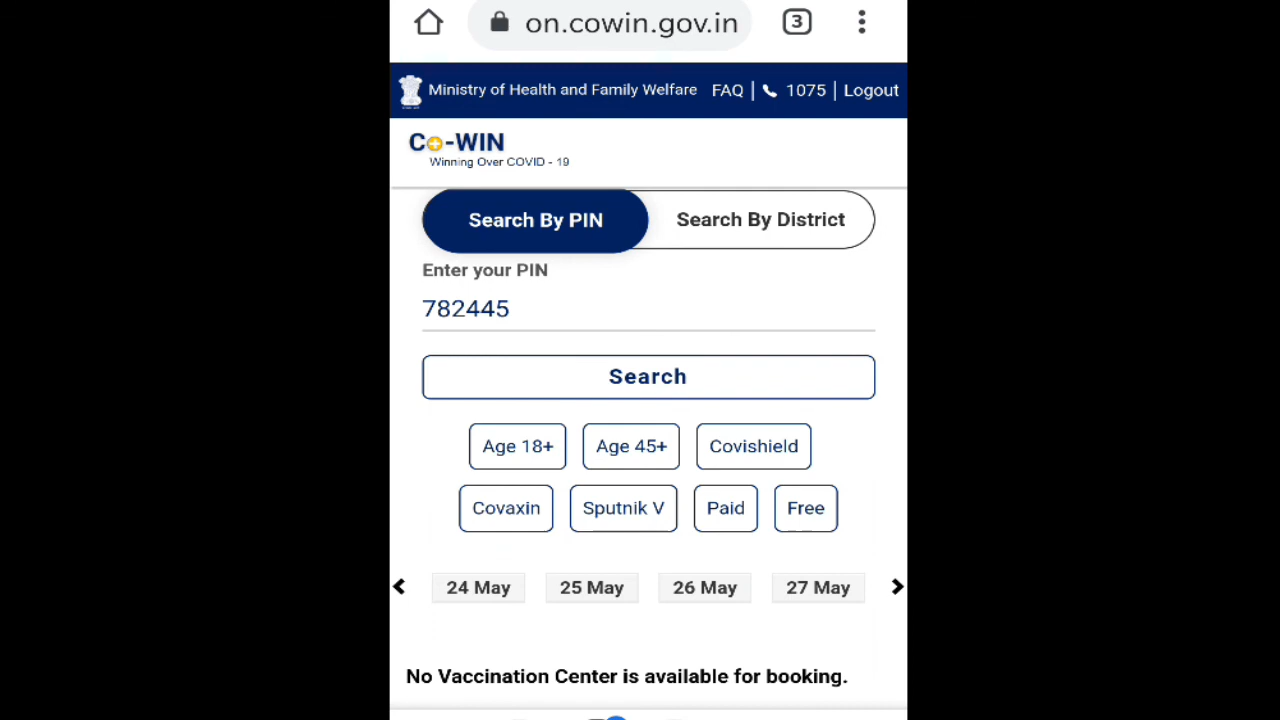 on.cowin.gov.in 3
Ministry of Health and Family Welfare FAQ | 1075 | Logout
Co-WIN
Winning Over COVID - 19
Search By PIN Search By District
Enter your PIN
782445
Search
Age 18+ Age 45+ Covishield
Covaxin Sputnik V Paid Free
24 May 25 May 26 May 27 May
No Vaccination Center is available for booking.